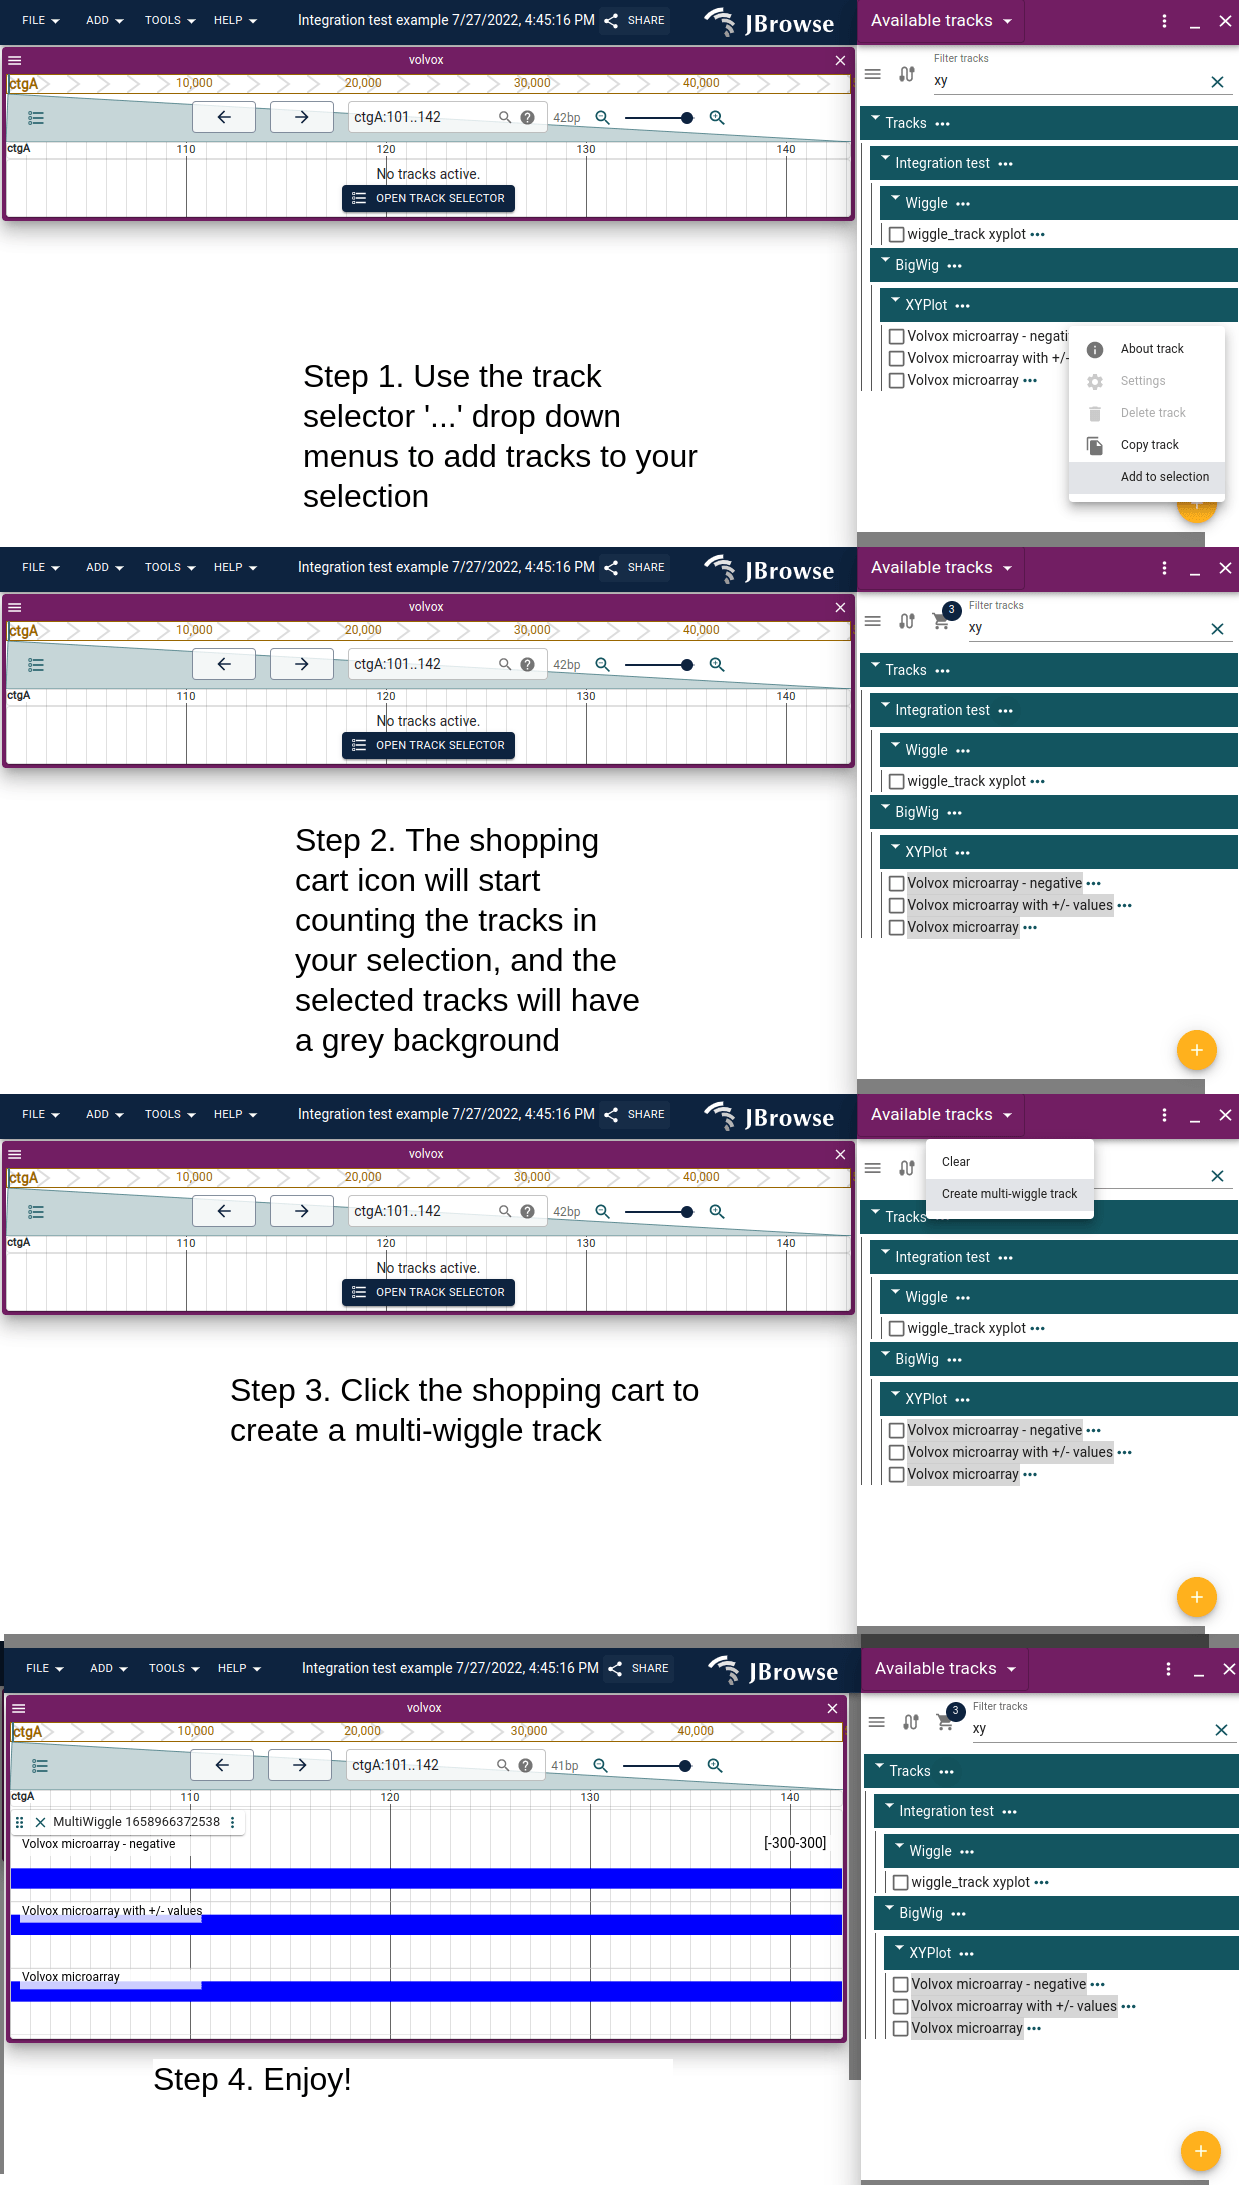 FILE ADD TOOLS HELP Integration test example 7/27/2022, 4:45:16 PM SHARE JBrowse Available tracks
volvox
Filter tracks
xy
ctgA 10,000 20,000 30,000 40,000
ctgA:101..142 42bp
ctgA 110 120 130 140
No tracks active.
OPEN TRACK SELECTOR
Tracks ...
Integration test ...
Wiggle ...
wiggle_track xyplot ...
BigWig ...
XYPlot ...
Volvox microarray - negati
Volvox microarray with +/-
Volvox microarray ...
About track
Settings
Delete track
Copy track
Add to selection
Step 1. Use the track
selector '...' drop down
menus to add tracks to your
selection
FILE ADD TOOLS HELP Integration test example 7/27/2022, 4:45:16 PM SHARE JBrowse Available tracks
volvox
3
Filter tracks
xy
ctgA 10,000 20,000 30,000 40,000
ctgA:101..142 42bp
ctgA 110 120 130 140
No tracks active.
OPEN TRACK SELECTOR
Tracks ...
Integration test ...
Wiggle ...
wiggle_track xyplot ...
BigWig ...
XYPlot ...
Volvox microarray - negative ...
Volvox microarray with +/- values ...
Volvox microarray ...
Step 2. The shopping
cart icon will start
counting the tracks in
your selection, and the
selected tracks will have
a grey background
FILE ADD TOOLS HELP Integration test example 7/27/2022, 4:45:16 PM SHARE JBrowse Available tracks
volvox
Clear
Create multi-wiggle track
ctgA 10,000 20,000 30,000 40,000
ctgA:101..142 42bp
ctgA 110 120 130 140
No tracks active.
OPEN TRACK SELECTOR
Tracks
Integration test ...
Wiggle ...
wiggle_track xyplot ...
BigWig ...
XYPlot ...
Volvox microarray - negative ...
Volvox microarray with +/- values ...
Volvox microarray ...
Step 3. Click the shopping cart to
create a multi-wiggle track
FILE ADD TOOLS HELP Integration test example 7/27/2022, 4:45:16 PM SHARE JBrowse Available tracks
volvox
3
Filter tracks
xy
ctgA 10,000 20,000 30,000 40,000
ctgA:101..142 41bp
ctgA 110 120 130 140
MultiWiggle 1658966372538
Volvox microarray - negative [-300-300]
Volvox microarray with +/- values
Volvox microarray
Tracks ...
Integration test ...
Wiggle ...
wiggle_track xyplot ...
BigWig ...
XYPlot ...
Volvox microarray - negative ...
Volvox microarray with +/- values ...
Volvox microarray ...
Step 4. Enjoy!